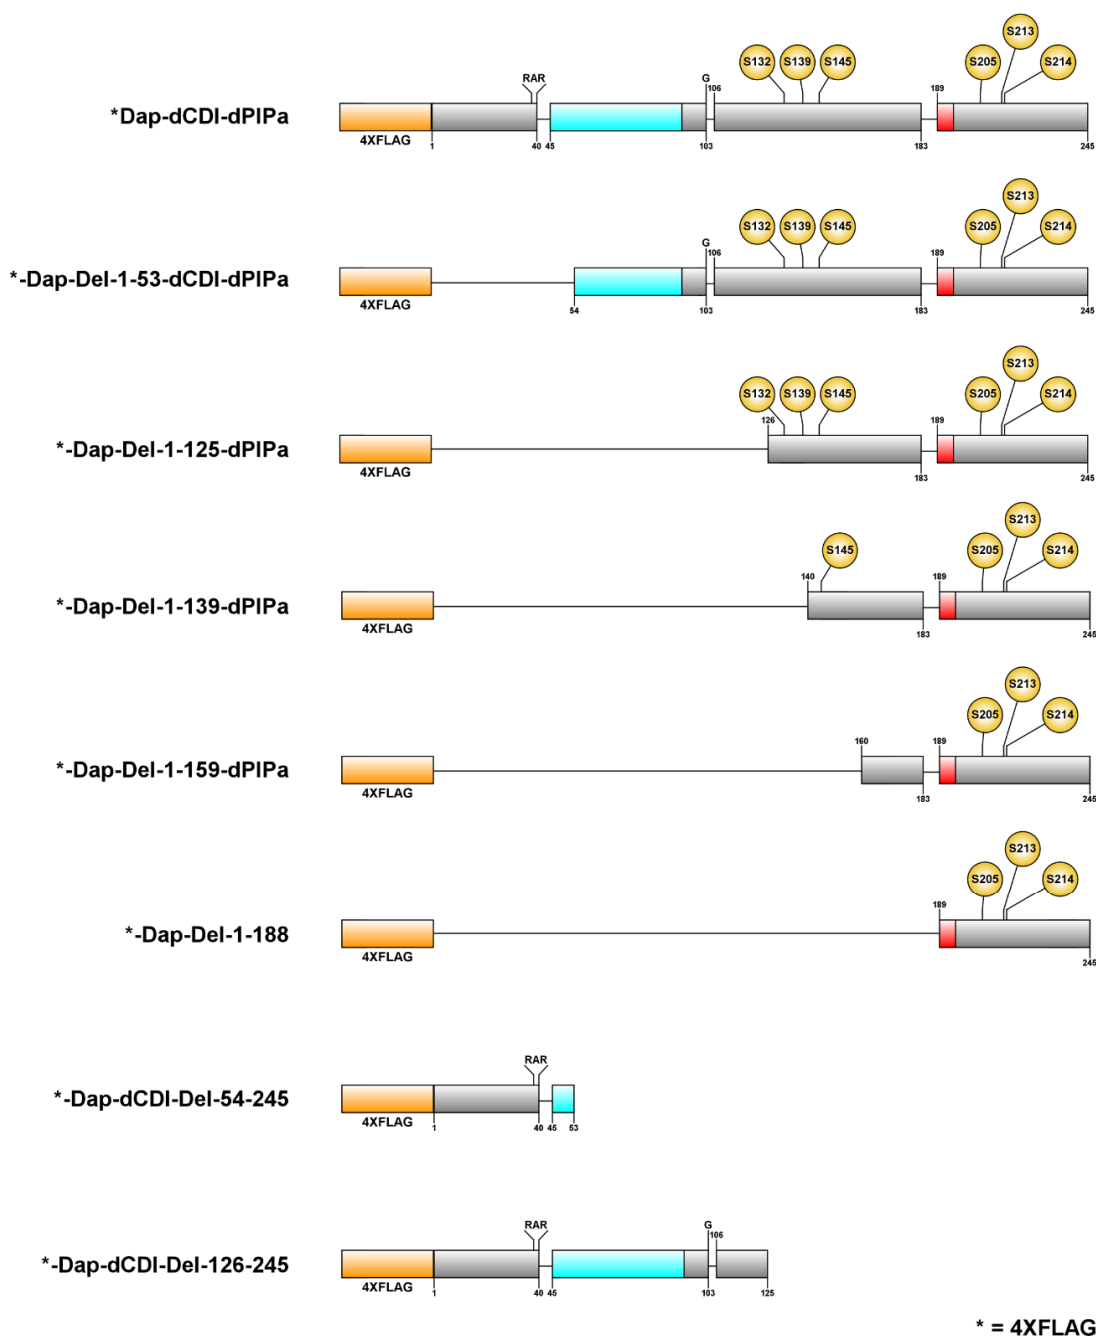 S213
S132 S139 S145 S205 S214
RAR G 106 189
*Dap-dCDI-dPIPa
4XFLAG
1 40 45 103 183 245
S213
S132 S139 S145 S205 S214
G 106 189
*-Dap-Del-1-53-dCDI-dPIPa
4XFLAG
54 103 183 245
S213
S132 S139 S145 S205 S214
126 189
*-Dap-Del-1-125-dPIPa
4XFLAG
183 245
S213
S145 S205 S214
140 189
*-Dap-Del-1-139-dPIPa
4XFLAG
183 245
S213
S205 S214
160 189
*-Dap-Del-1-159-dPIPa
4XFLAG
183 245
S213
S205 S214
189
*-Dap-Del-1-188
4XFLAG
245
RAR
*-Dap-dCDI-Del-54-245
4XFLAG
1 40 45 53
RAR G 106
*-Dap-dCDI-Del-126-245
4XFLAG
1 40 45 103 125
* = 4XFLAG